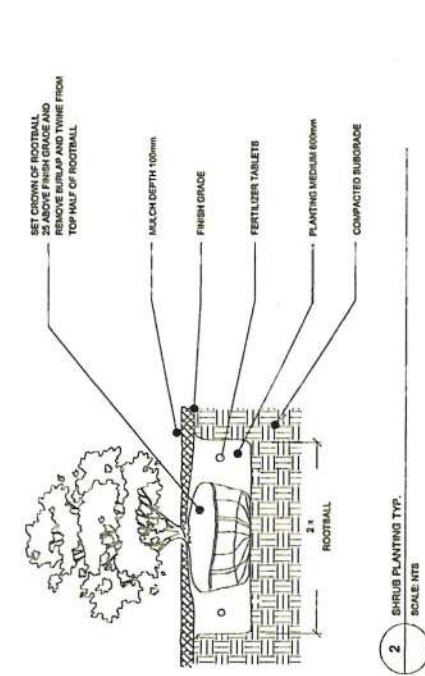 SET CROWN OF ROOTBALL
25 ABOVE FINISH GRADE AND
REMOVE BURLAP AND TWINE FROM
TOP HALF OF ROOTBALL
MULCH DEPTH 100mm
FINISH GRADE
FERTILIZER TABLETS
PLANTING MEDIUM 600mm
COMPACTED SUBGRADE
2 x
ROOTBALL
2
SHRUB PLANTING TYP.
SCALE: NTS